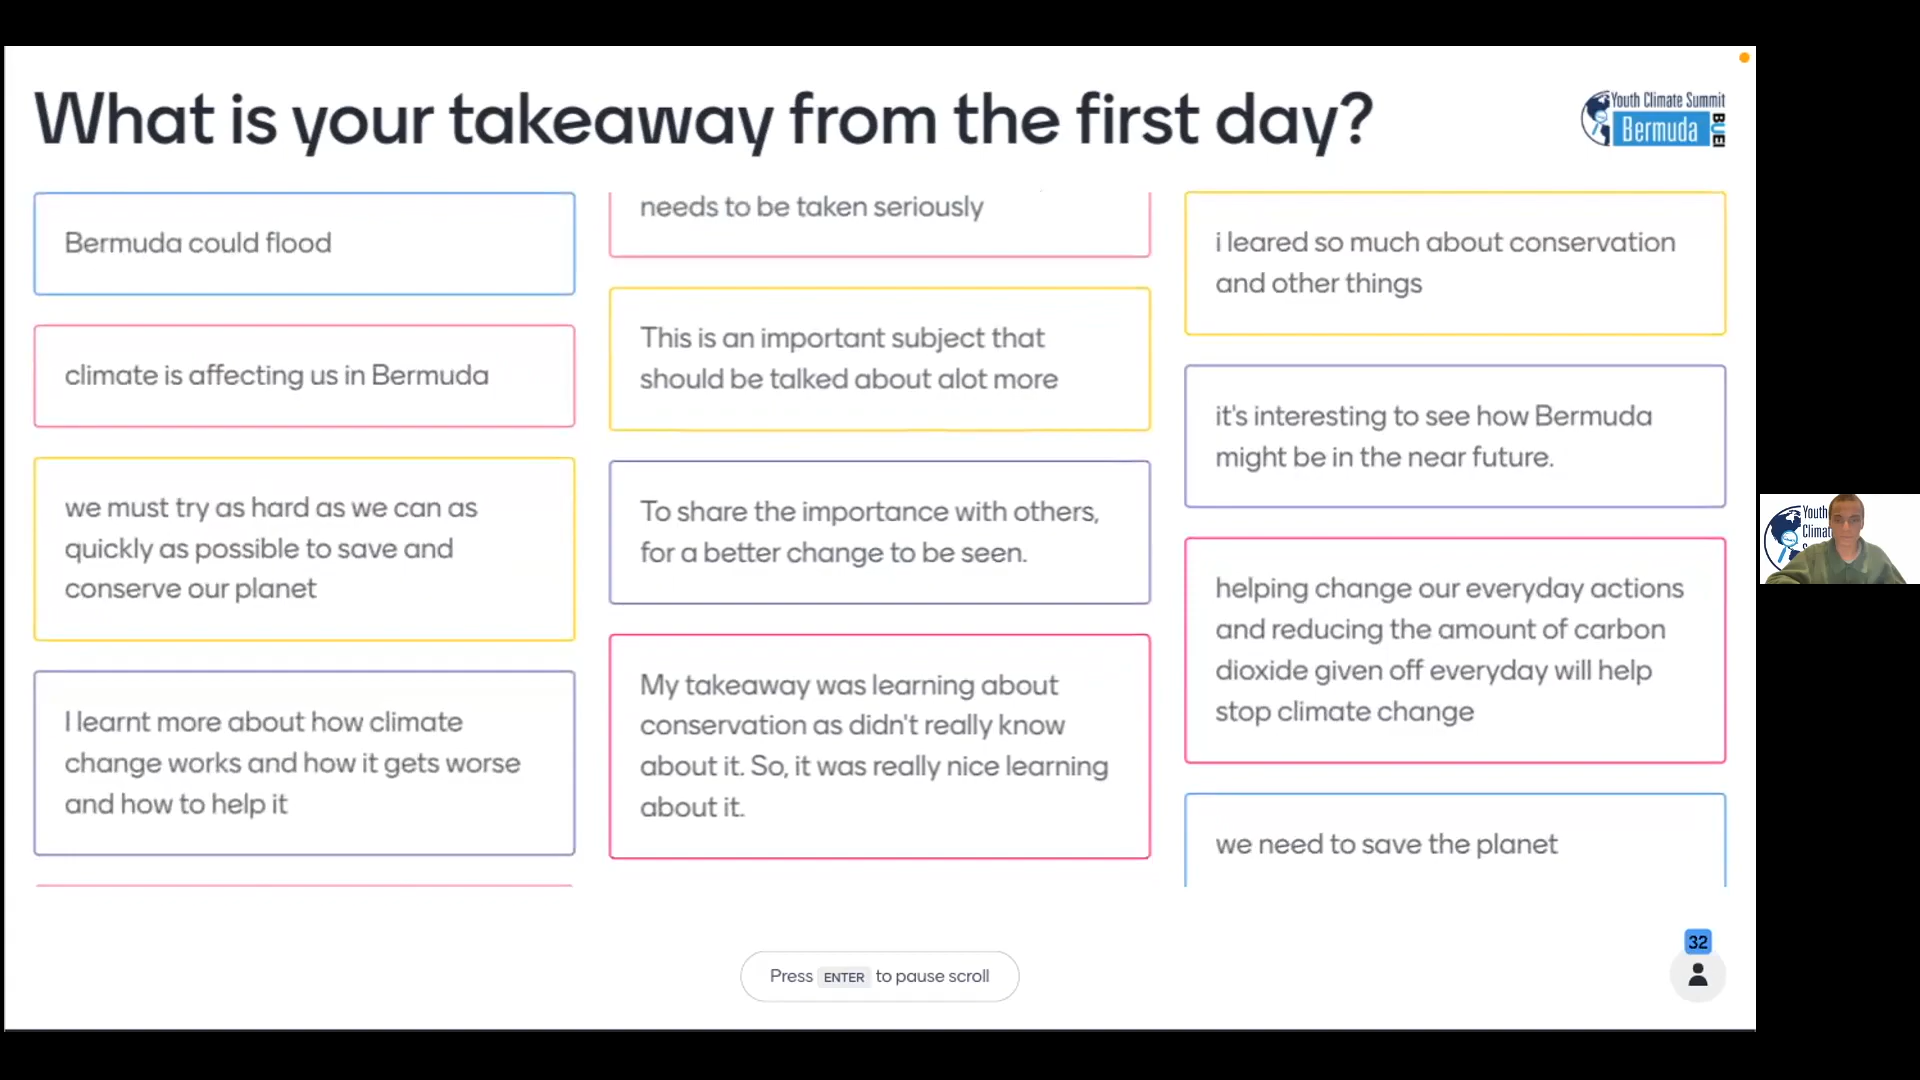 What is your takeaway from the first day?
Youth Climate Summit
Bermuda
BUEI
Bermuda could flood
climate is affecting us in Bermuda
we must try as hard as we can as
quickly as possible to save and
conserve our planet
I learnt more about how climate
change works and how it gets worse
and how to help it
needs to be taken seriously
This is an important subject that
should be talked about alot more
To share the importance with others,
for a better change to be seen.
My takeaway was learning about
conservation as didn't really know
about it. So, it was really nice learning
about it.
i leared so much about conservation
and other things
it's interesting to see how Bermuda
might be in the near future.
helping change our everyday actions
and reducing the amount of carbon
dioxide given off everyday will help
stop climate change
we need to save the planet
Press ENTER to pause scroll
32
Youth
Climat